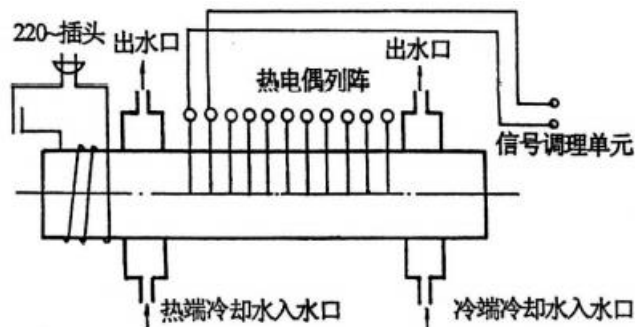 220~插头
出水口
热电偶列阵
出水口
信号调理单元
热端冷却水入水口
冷端冷却水入水口